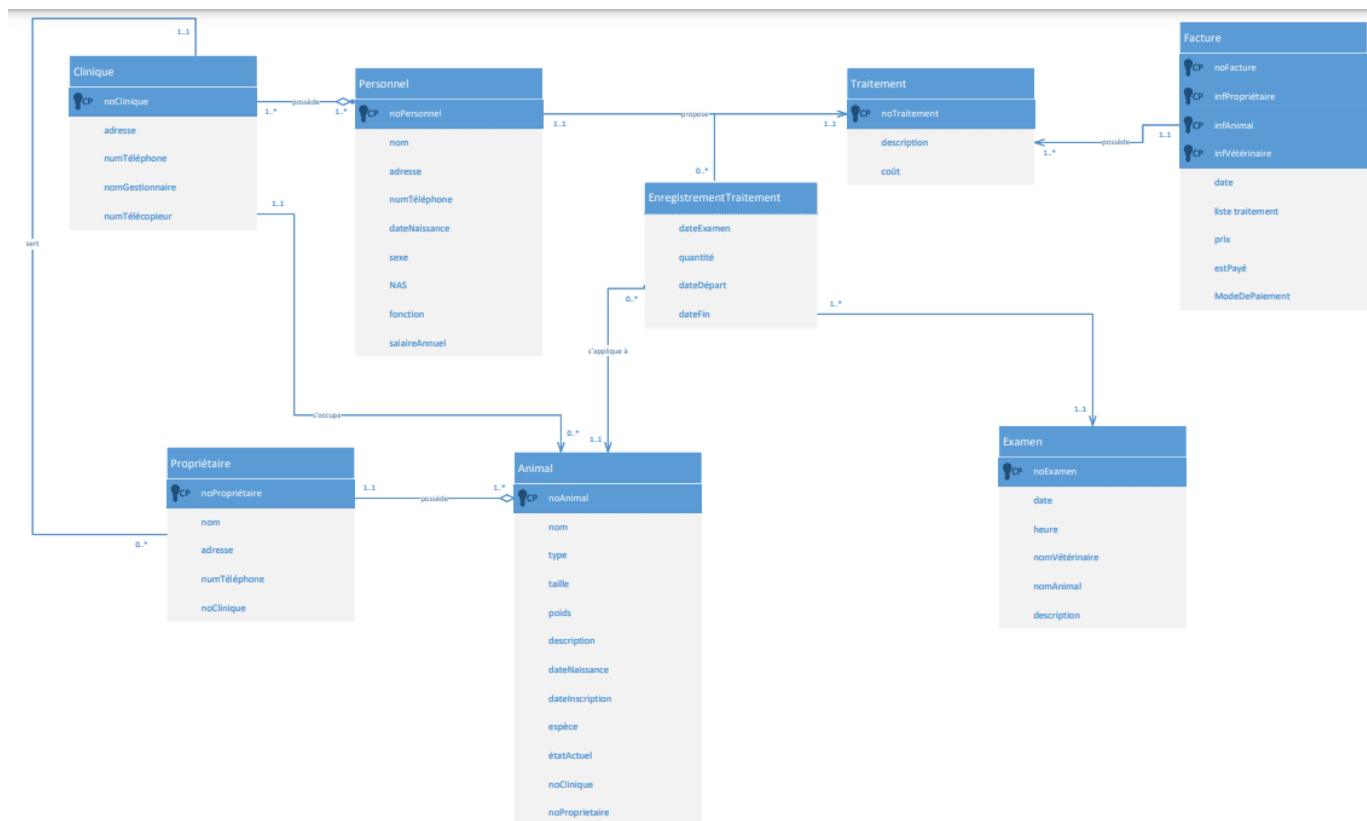 1..1
Clinique
CP noClinique
adresse
numTéléphone
nomGestionnaire
numTélécopieur
1..*
possède
1..*
Personnel
CP noPersonnel
nom
adresse
numTéléphone
dateNaissance
sexe
NAS
fonction
salaireAnnuel
1..1
propose
1..1
Traitement
CP noTraitement
description
coût
1..*
possède
1..1
Facture
CP noFacture
CP infPropriétaire
CP infAnimal
CP infVétérinaire
date
liste traitement
prix
estPayé
ModeDePaiement
0..*
EnregistrementTraitement
dateExamen
quantité
dateDépart
dateFin
0..*
1..*
s'applique à
1..1
1..1
sert
1..1
s'occupe
0..*
0..*
Propriétaire
CP noPropriétaire
nom
adresse
numTéléphone
noClinique
1..1
possède
1..*
Animal
CP noAnimal
nom
type
taille
poids
description
dateNaissance
dateInscription
espèce
étatActuel
noClinique
noProprietaire
Examen
CP noExamen
date
heure
nomVétérinaire
nomAnimal
description